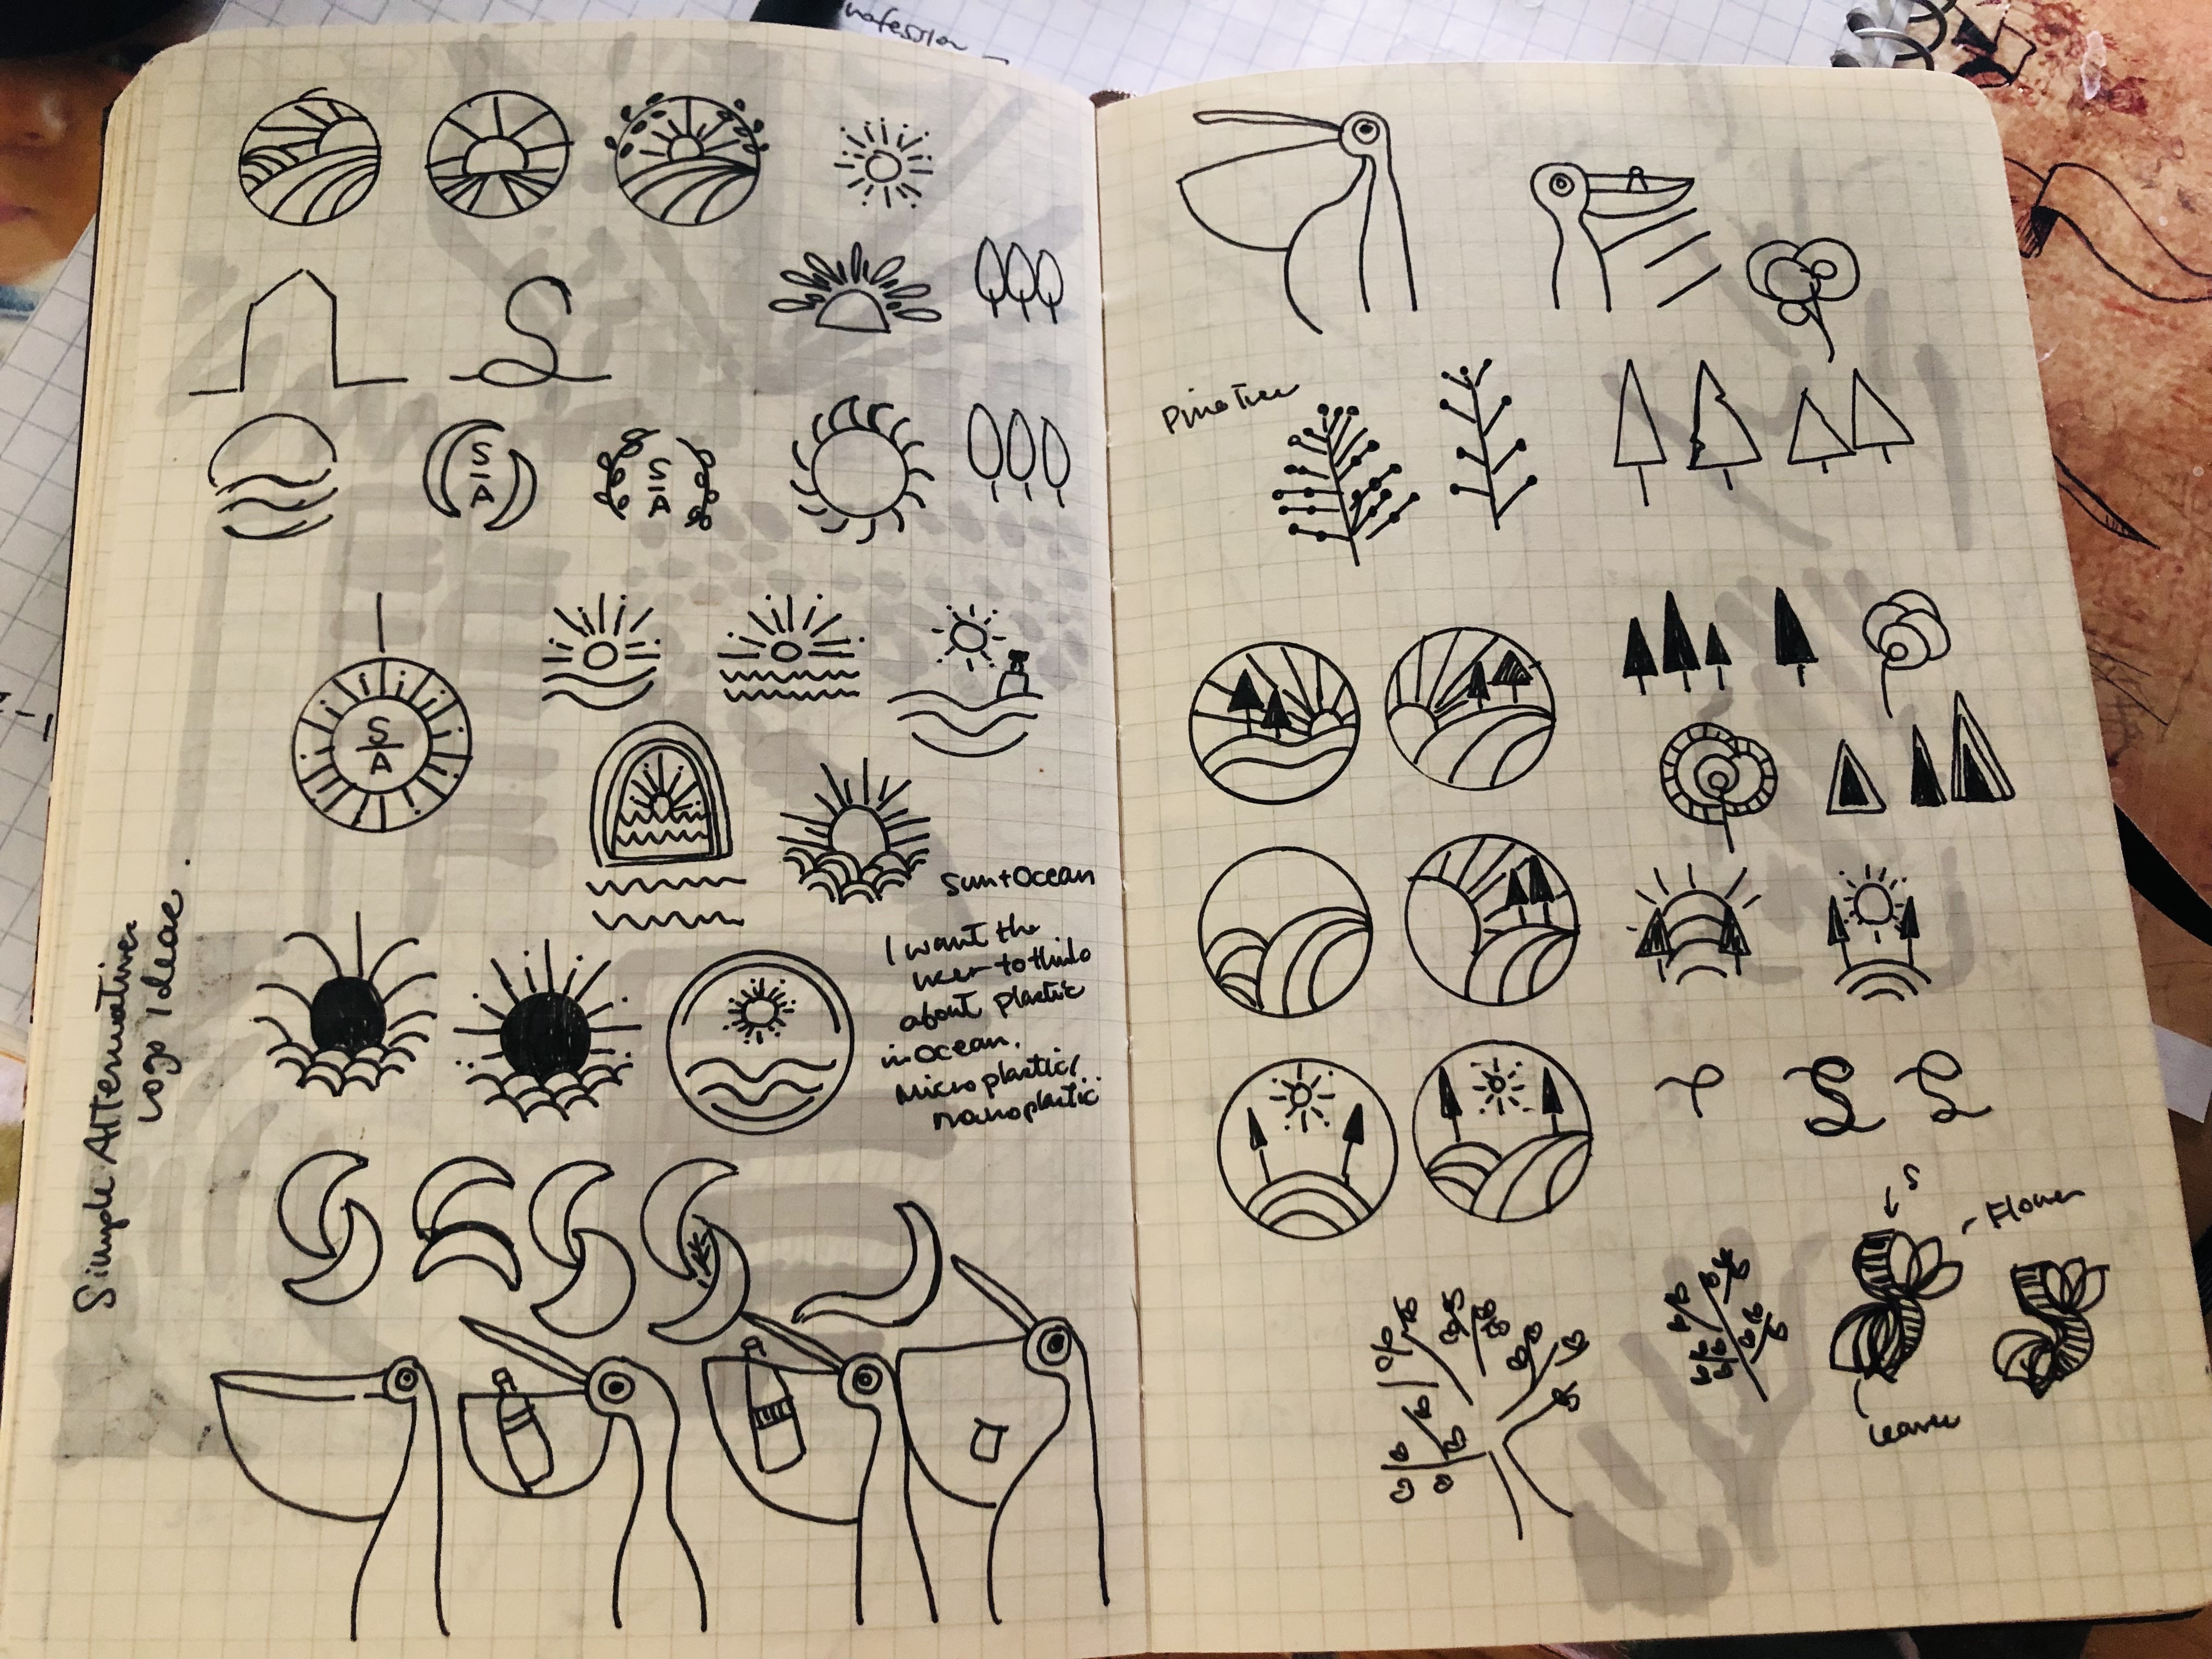 S
A
S
A
S
A
Sun+Ocean
I want the
user to think
about plastic
in Ocean.
Microplastic/
nanoplastic
Simple Alternative
Logo Ideas.
Pine Tree
S
Flower
Leaves